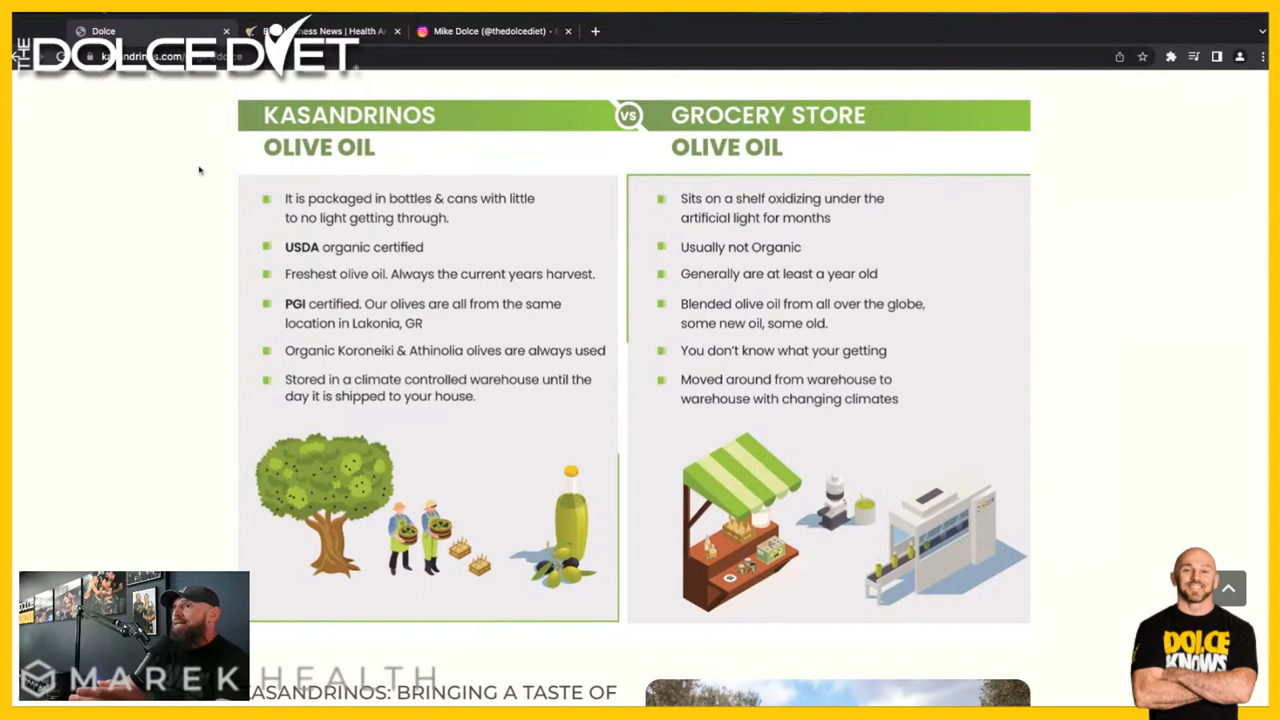 Dolce
ness News | Health A
Mike Dolce (@thedolcediet) ·
THE
DOLCE DIET
KASANDRINOS
VS
GROCERY STORE
OLIVE OIL
OLIVE OIL
It is packaged in bottles & cans with little
to no light getting through.
USDA organic certified
Freshest olive oil. Always the current years harvest.
PGI certified. Our olives are all from the same
location in Lakonia, GR
Organic Koroneiki & Athinolia olives are always used
Stored in a climate controlled warehouse until the
day it is shipped to your house.
Sits on a shelf oxidizing under the
artificial light for months
Usually not Organic
Generally are at least a year old
Blended olive oil from all over the globe,
some new oil, some old.
You don't know what your getting
Moved around from warehouse to
warehouse with changing climates
DOLCE
KNOWS
MAREK HEALTH
KASANDRINOS: BRINGING A TASTE OF